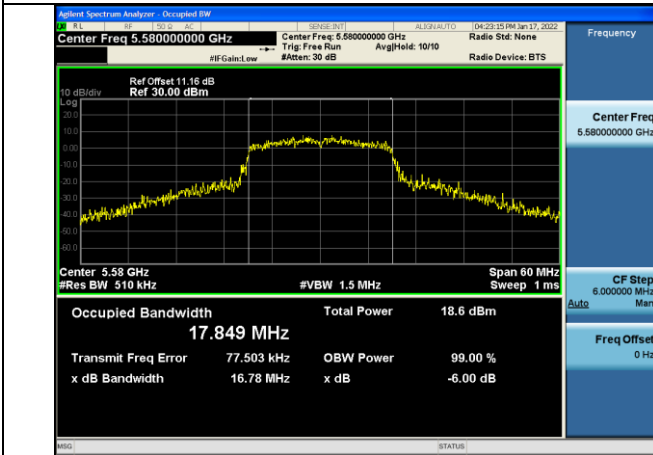 Agilent Spectrum Analyzer - Occupied BW
RL RF 50 Ω AC SENSE:INT ALIGNAUTO 04:23:15 PM Jan 17, 2022
Center Freq 5.580000000 GHz
Center Freq: 5.580000000 GHz
Radio Std: None
Trig: Free Run Avg|Hold: 10/10
#IFGain:Low #Atten: 30 dB Radio Device: BTS
Ref Offset 11.16 dB
10 dB/div Ref 30.00 dBm
Log
20.0
10.0
0.00
-10.0
-20.0
-30.0
-40.0
-50.0
-60.0
Center 5.58 GHz Span 60 MHz
#Res BW 510 kHz #VBW 1.5 MHz Sweep 1 ms
Occupied Bandwidth Total Power 18.6 dBm
17.849 MHz
Transmit Freq Error 77.503 kHz OBW Power 99.00 %
x dB Bandwidth 16.78 MHz x dB -6.00 dB
MSG STATUS
Frequency
Center Freq
5.580000000 GHz
CF Step
6.000000 MHz
Auto Man
Freq Offset
0 Hz